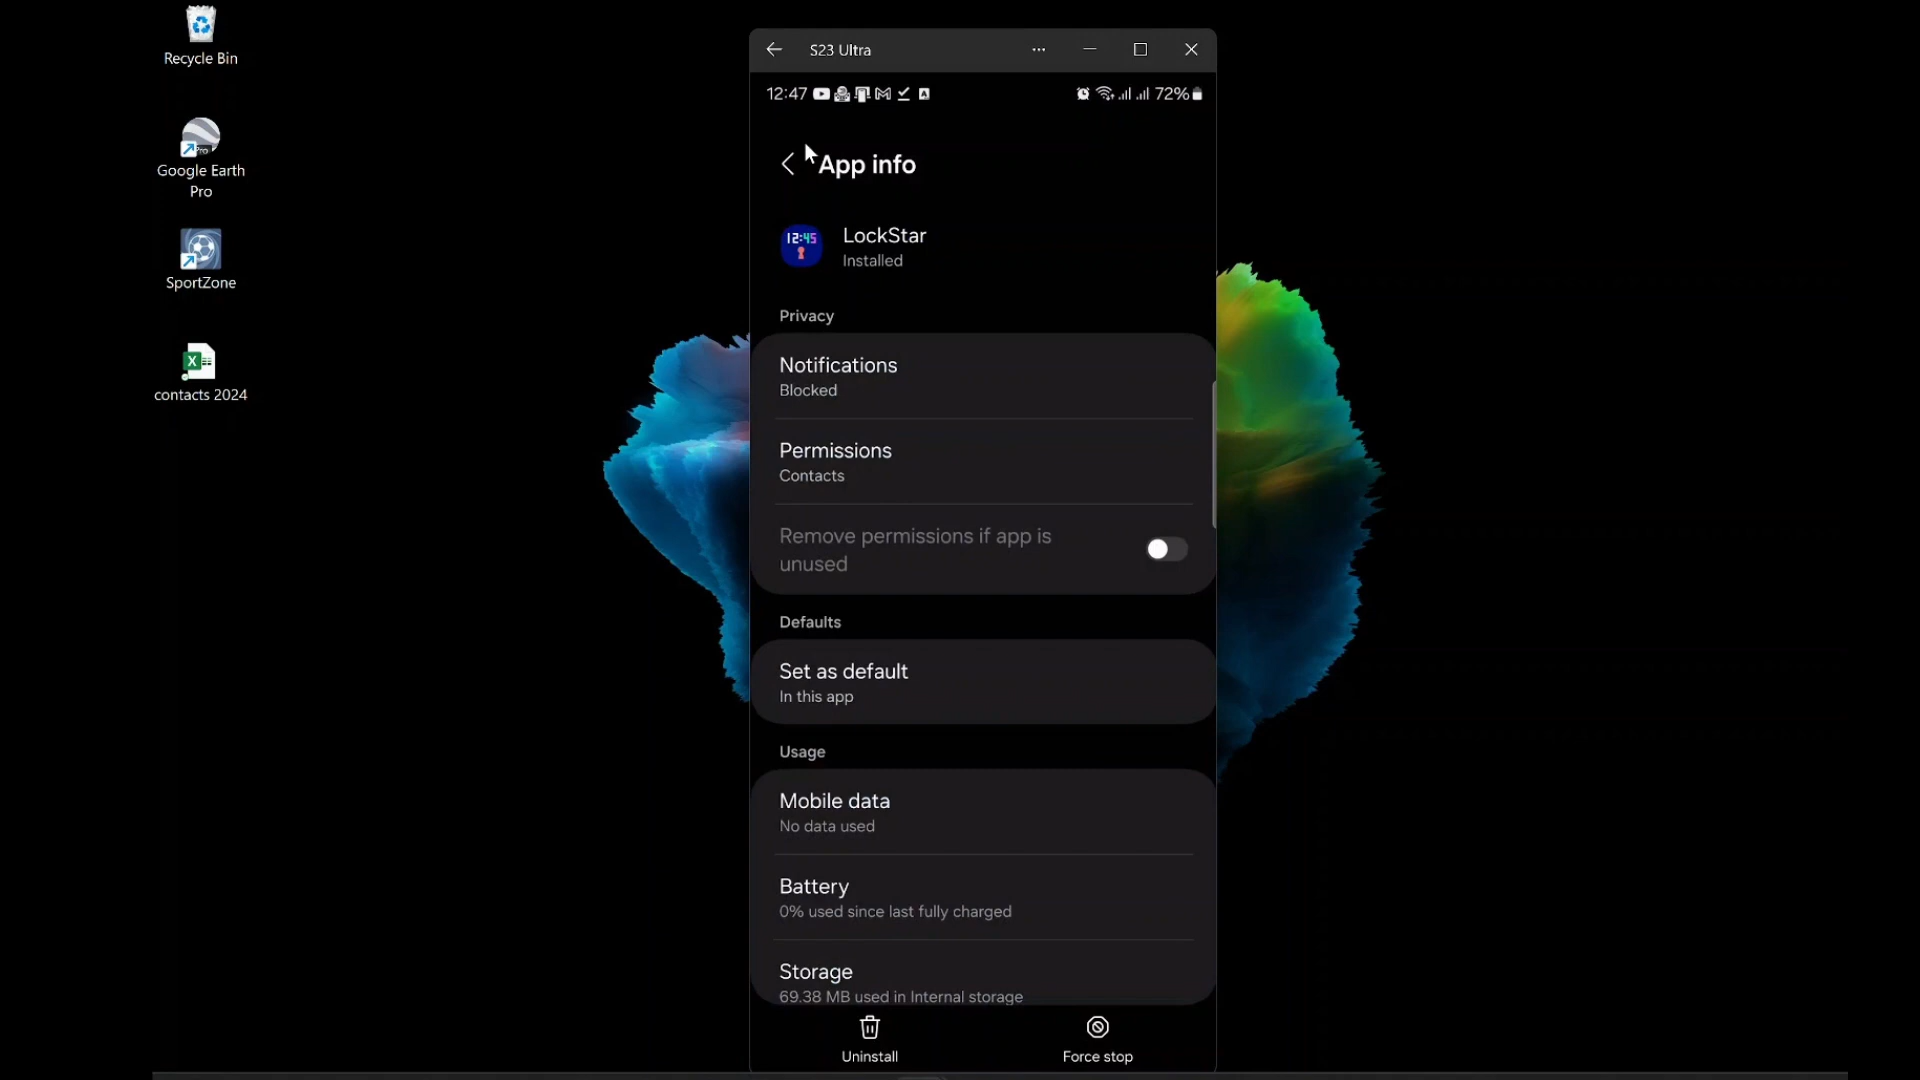 Recycle Bin
Google Earth
Pro
SportZone
contacts 2024
S23 Ultra
12:47
72%
App info
12:45
LockStar
Installed
Privacy
Notifications
Blocked
Permissions
Contacts
Remove permissions if app is
unused
Defaults
Set as default
In this app
Usage
Mobile data
No data used
Battery
0% used since last fully charged
Storage
69.38 MB used in Internal storage
Uninstall
Force stop